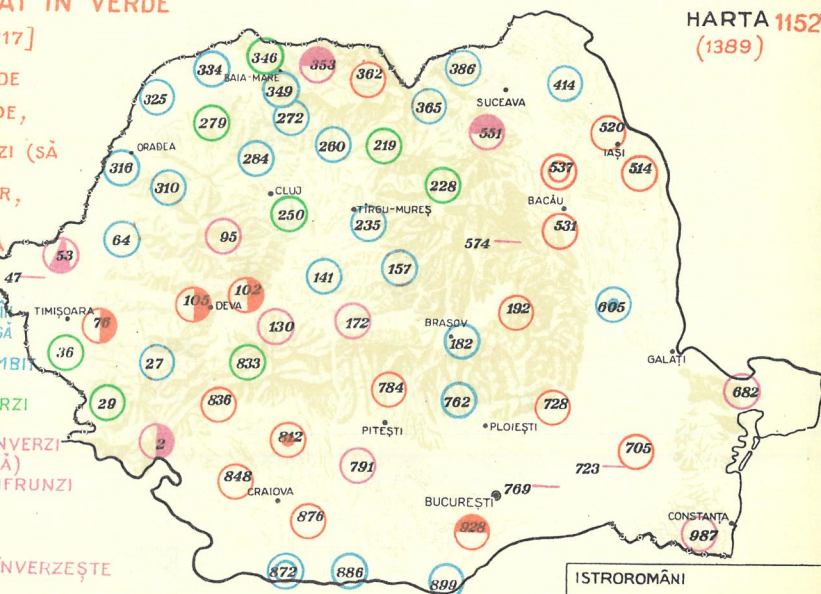 AT IN VERDE
HARTA 1152
(1389)
17]
DE
DE,
ZI (SĂ
R,
ÎN
MBIT
RZI
NVERZI
Ă)
NFRUNZI
ÎNVERZEȘTE
346
353
334
BAIA-MARE
362
386
349
325
414
SUCEAVA
365
272
279
551
520
IAȘI
260
219
ORADEA
284
316
537
514
310
228
CLUJ
BACĂU
250
TÎRGU-MUREȘ
235
531
64
95
574
53
157
47
141
102
105
DEVA
605
TIMIȘOARA
76
192
130
172
BRAȘOV
182
36
27
833
GALAȚI
784
682
29
836
762
728
PITEȘTI
PLOIEȘTI
2
812
705
791
723
848
CRAIOVA
769
BUCUREȘTI
876
CONSTANȚA
928
987
872
886
899
ISTROROMÂNI